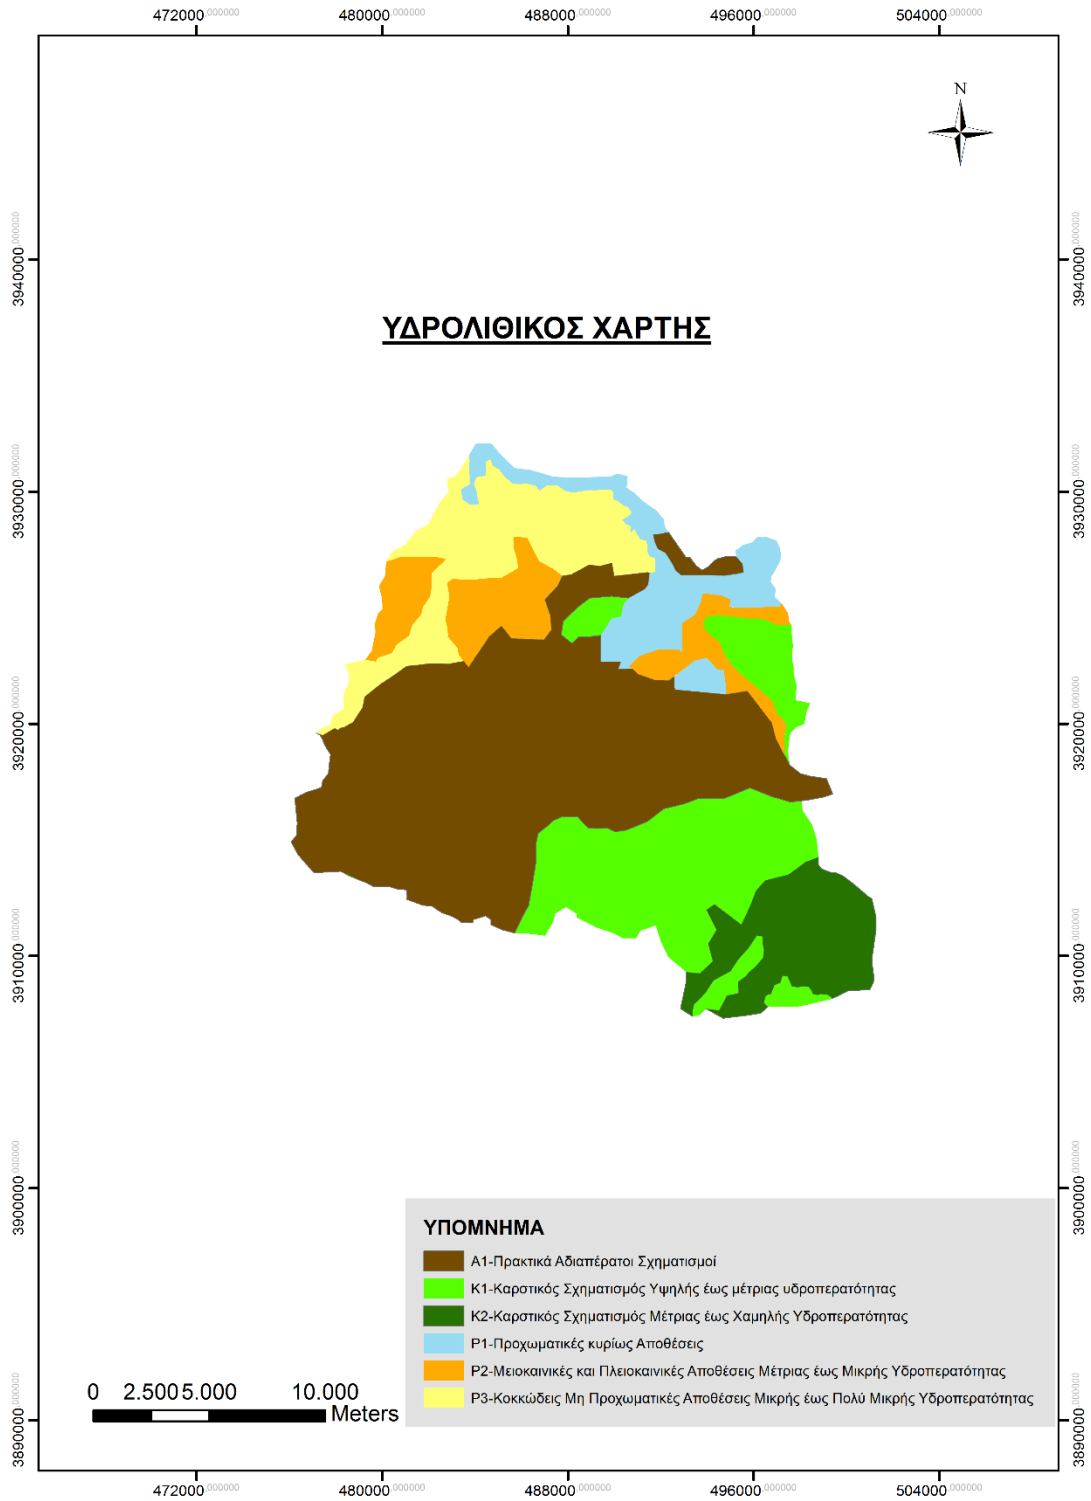 472000,000000 480000,000000 488000,000000 496000,000000 504000,000000
N
3940000,000000 3940000,000000
ΥΔΡΟΛΙΘΙΚΟΣ ΧΑΡΤΗΣ
3930000,000000 3930000,000000
3920000,000000 3920000,000000
3910000,000000 3910000,000000
3900000,000000 3900000,000000
ΥΠΟΜΝΗΜΑ
Α1-Πρακτικά Αδιαπέρατοι Σχηματισμοί
Κ1-Καρστικός Σχηματισμός Υψηλής έως μέτριας υδροπερατότητας
Κ2-Καρστικός Σχηματισμός Μέτριας έως Χαμηλής Υδροπερατότητας
Ρ1-Προχωματικές κυρίως Αποθέσεις
Ρ2-Μειοκαινικές και Πλειοκαινικές Αποθέσεις Μέτριας έως Μικρής Υδροπερατότητας
Ρ3-Κοκκώδεις Μη Προχωματικές Αποθέσεις Μικρής έως Πολύ Μικρής Υδροπερατότητας
0 2.500 5.000 10.000
Meters
3890000,000000 3890000,000000
472000,000000 480000,000000 488000,000000 496000,000000 504000,000000